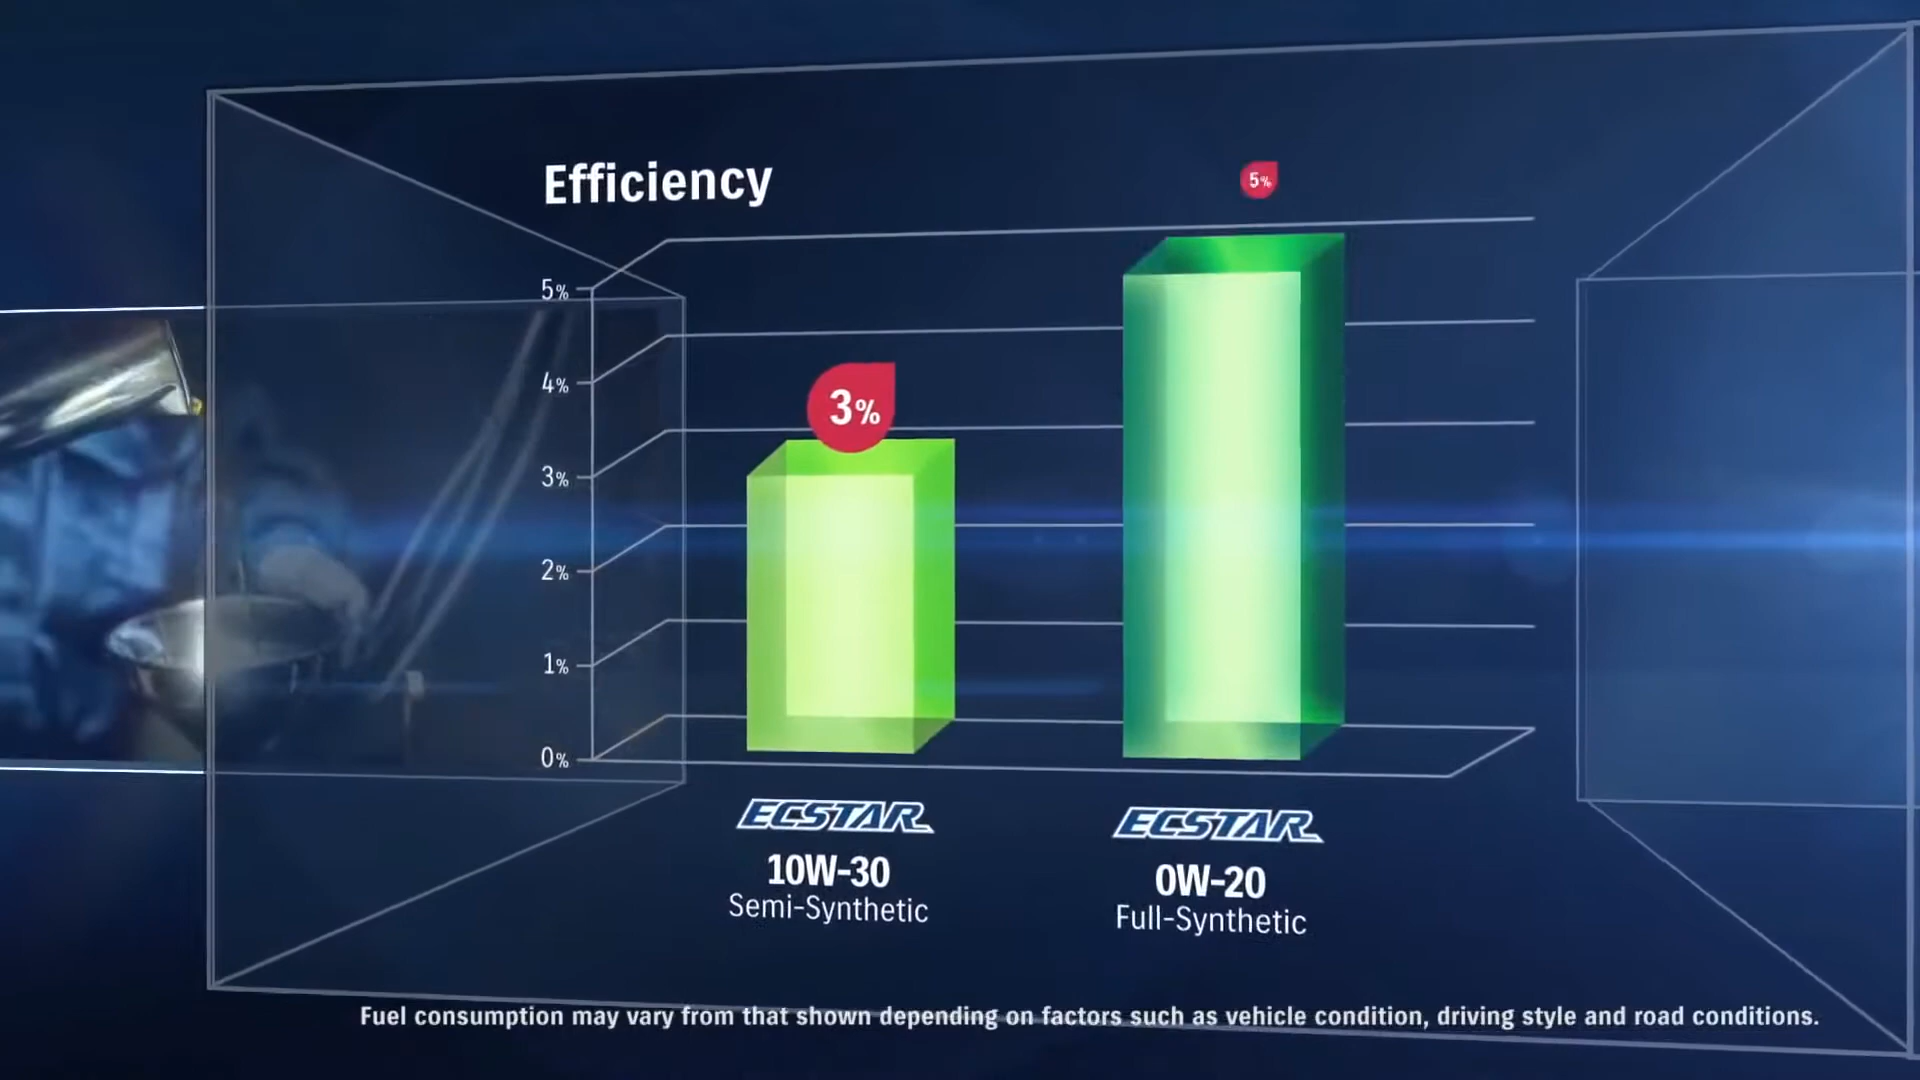 Efficiency
5%
5%
4%
3%
3%
2%
1%
0%
ECSTAR
ECSTAR
10W-30
0W-20
Semi-Synthetic
Full-Synthetic
Fuel consumption may vary from that shown depending on factors such as vehicle condition, driving style and road conditions.